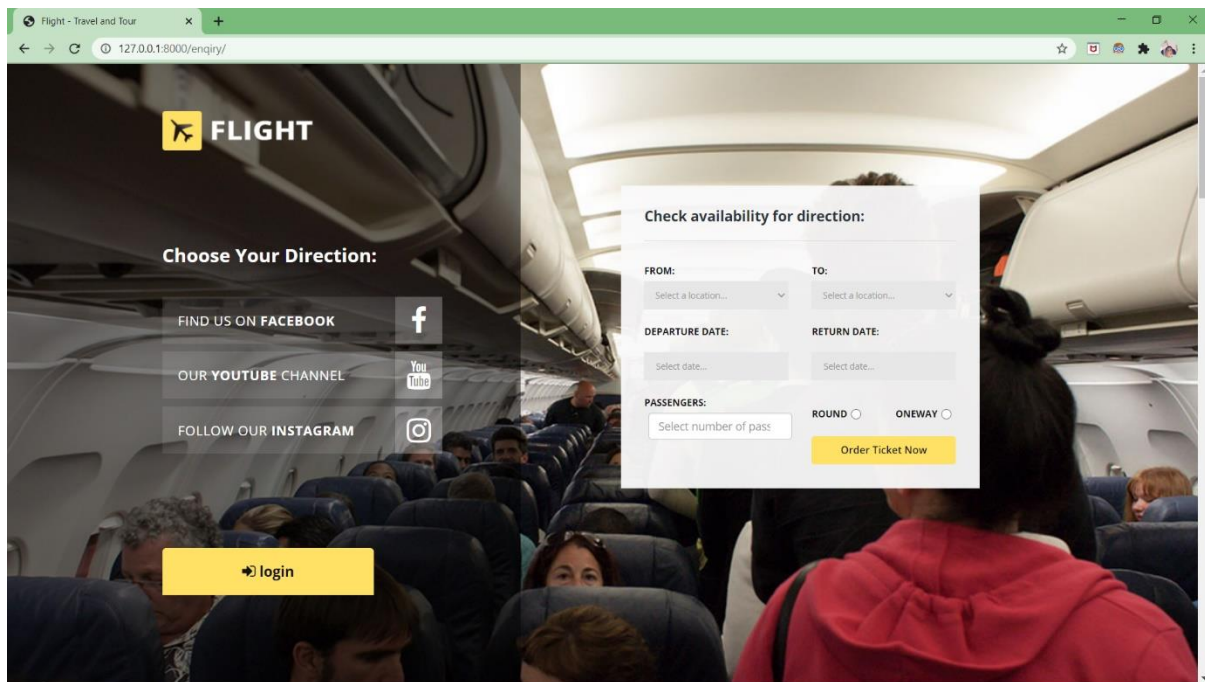 Flight - Travel and Tour
127.0.0.1:8000/enqiry/
FLIGHT
Choose Your Direction:
FIND US ON FACEBOOK
f
OUR YOUTUBE CHANNEL
You
Tube
FOLLOW OUR INSTAGRAM
login
Check availability for direction:
FROM: TO:
Select a location... Select a location...
DEPARTURE DATE: RETURN DATE:
Select date... Select date...
PASSENGERS:
ROUND ONEWAY
Select number of pass
Order Ticket Now